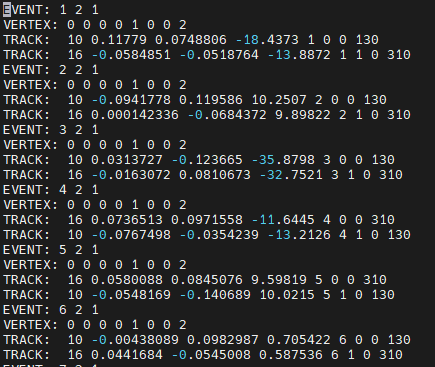 EVENT: 1 2 1
VERTEX: 0 0 0 0 1 0 0 2
TRACK:  10 0.11779 0.0748806 -18.4373 1 0 0 130
TRACK:  16 -0.0584851 -0.0518764 -13.8872 1 1 0 310
EVENT: 2 2 1
VERTEX: 0 0 0 0 1 0 0 2
TRACK:  10 -0.0941778 0.119586 10.2507 2 0 0 130
TRACK:  16 0.000142336 -0.0684372 9.89822 2 1 0 310
EVENT: 3 2 1
VERTEX: 0 0 0 0 1 0 0 2
TRACK:  10 0.0313727 -0.123665 -35.8798 3 0 0 130
TRACK:  16 -0.0163072 0.0810673 -32.7521 3 1 0 310
EVENT: 4 2 1
VERTEX: 0 0 0 0 1 0 0 2
TRACK:  16 0.0736513 0.0971558 -11.6445 4 0 0 310
TRACK:  10 -0.0767498 -0.0354239 -13.2126 4 1 0 130
EVENT: 5 2 1
VERTEX: 0 0 0 0 1 0 0 2
TRACK:  16 0.0580088 0.0845076 9.59819 5 0 0 310
TRACK:  10 -0.0548169 -0.140689 10.0215 5 1 0 130
EVENT: 6 2 1
VERTEX: 0 0 0 0 1 0 0 2
TRACK:  10 -0.00438089 0.0982987 0.705422 6 0 0 130
TRACK:  16 0.0441684 -0.0545008 0.587536 6 1 0 310